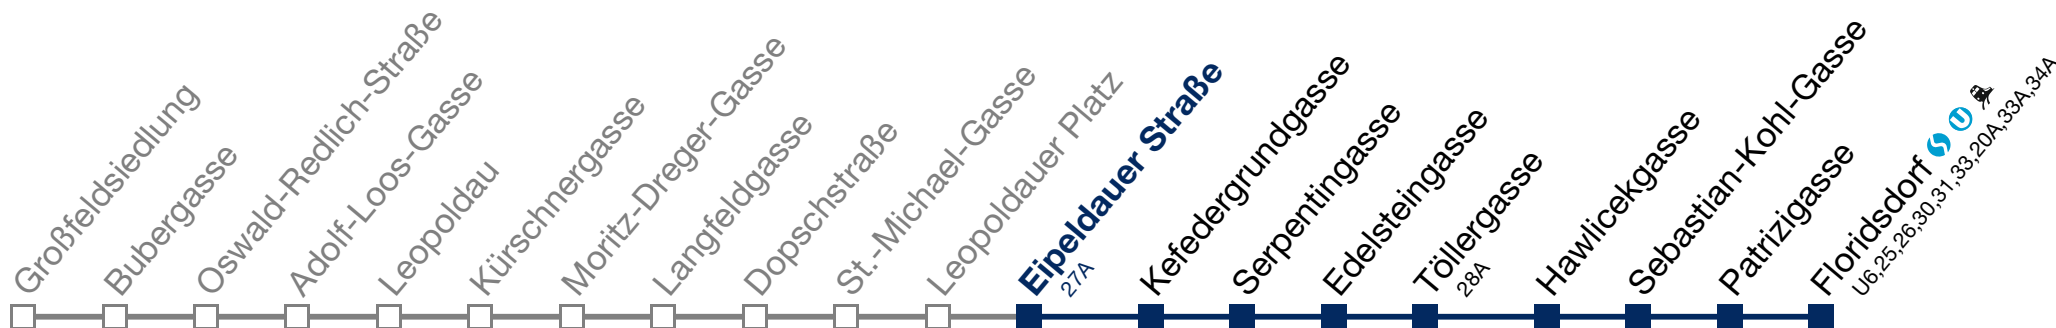 Großfeldsiedlung
Bubergasse
Oswald-Redlich-Straße
Adolf-Loos-Gasse
Leopoldau
Kürschnergasse
Moritz-Dreger-Gasse
Langfeldgasse
Dopschstraße
St.-Michael-Gasse
Leopoldauer Platz
Eipeldauer Straße
27A
Kefedergrundgasse
Serpentingasse
Edelsteingasse
Töllergasse
28A
Hawlicekgasse
Sebastian-Kohl-Gasse
Patrizigasse
Floridsdorf S U
U6,25,26,30,31,33,20A,33A,34A